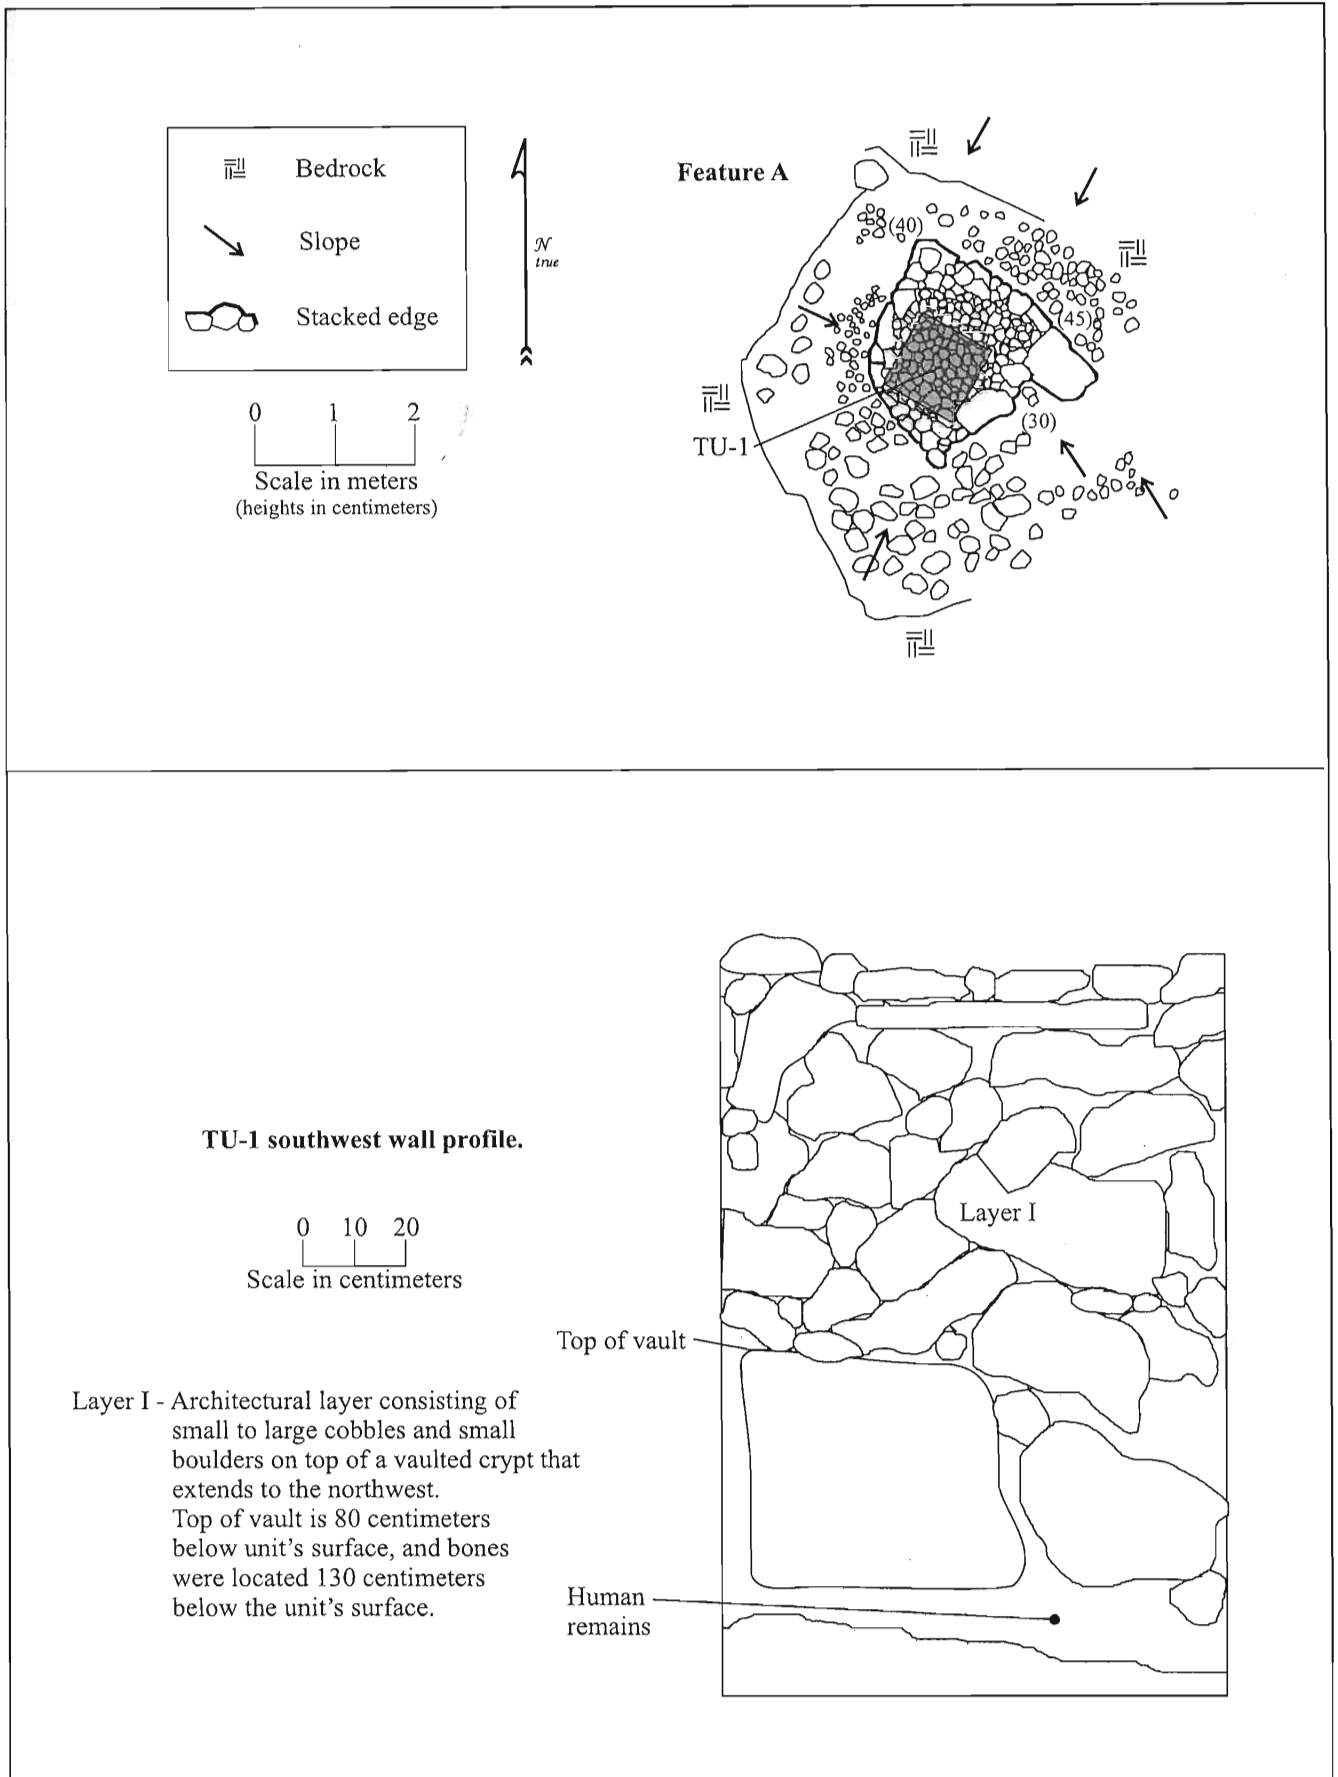 Bedrock
Slope
Stacked edge
N
true
0 1 2
Scale in meters
(heights in centimeters)
Feature A
(40)
(45)
(30)
TU-1
TU-1 southwest wall profile.
0 10 20
Scale in centimeters
Layer I
Top of vault
Layer I - Architectural layer consisting of
small to large cobbles and small
boulders on top of a vaulted crypt that
extends to the northwest.
Top of vault is 80 centimeters
below unit's surface, and bones
were located 130 centimeters
below the unit's surface.
Human
remains